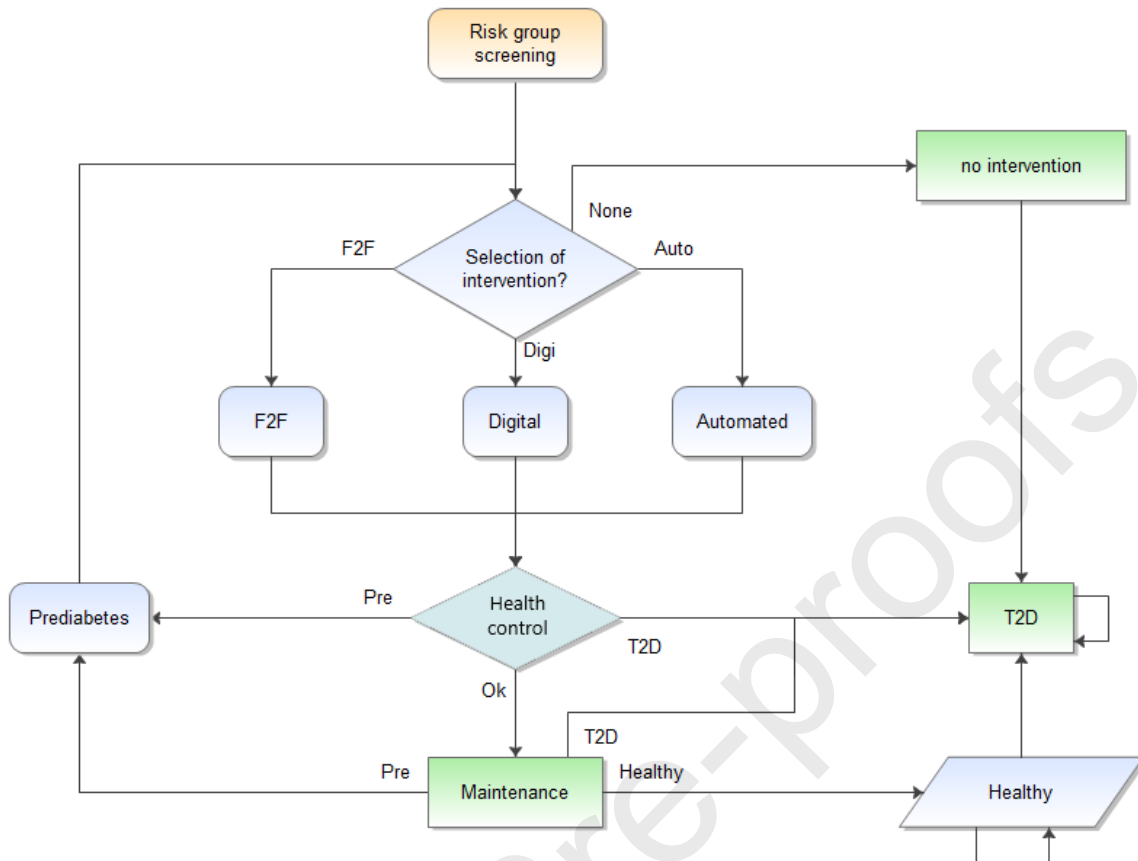 Risk group
screening
no intervention
None
F2F
Selection of
intervention?
Auto
Digi
F2F
Digital
Automated
Prediabetes
Pre
Health
control
T2D
T2D
Ok
T2D
Pre
Maintenance
Healthy
Healthy
re-proofs